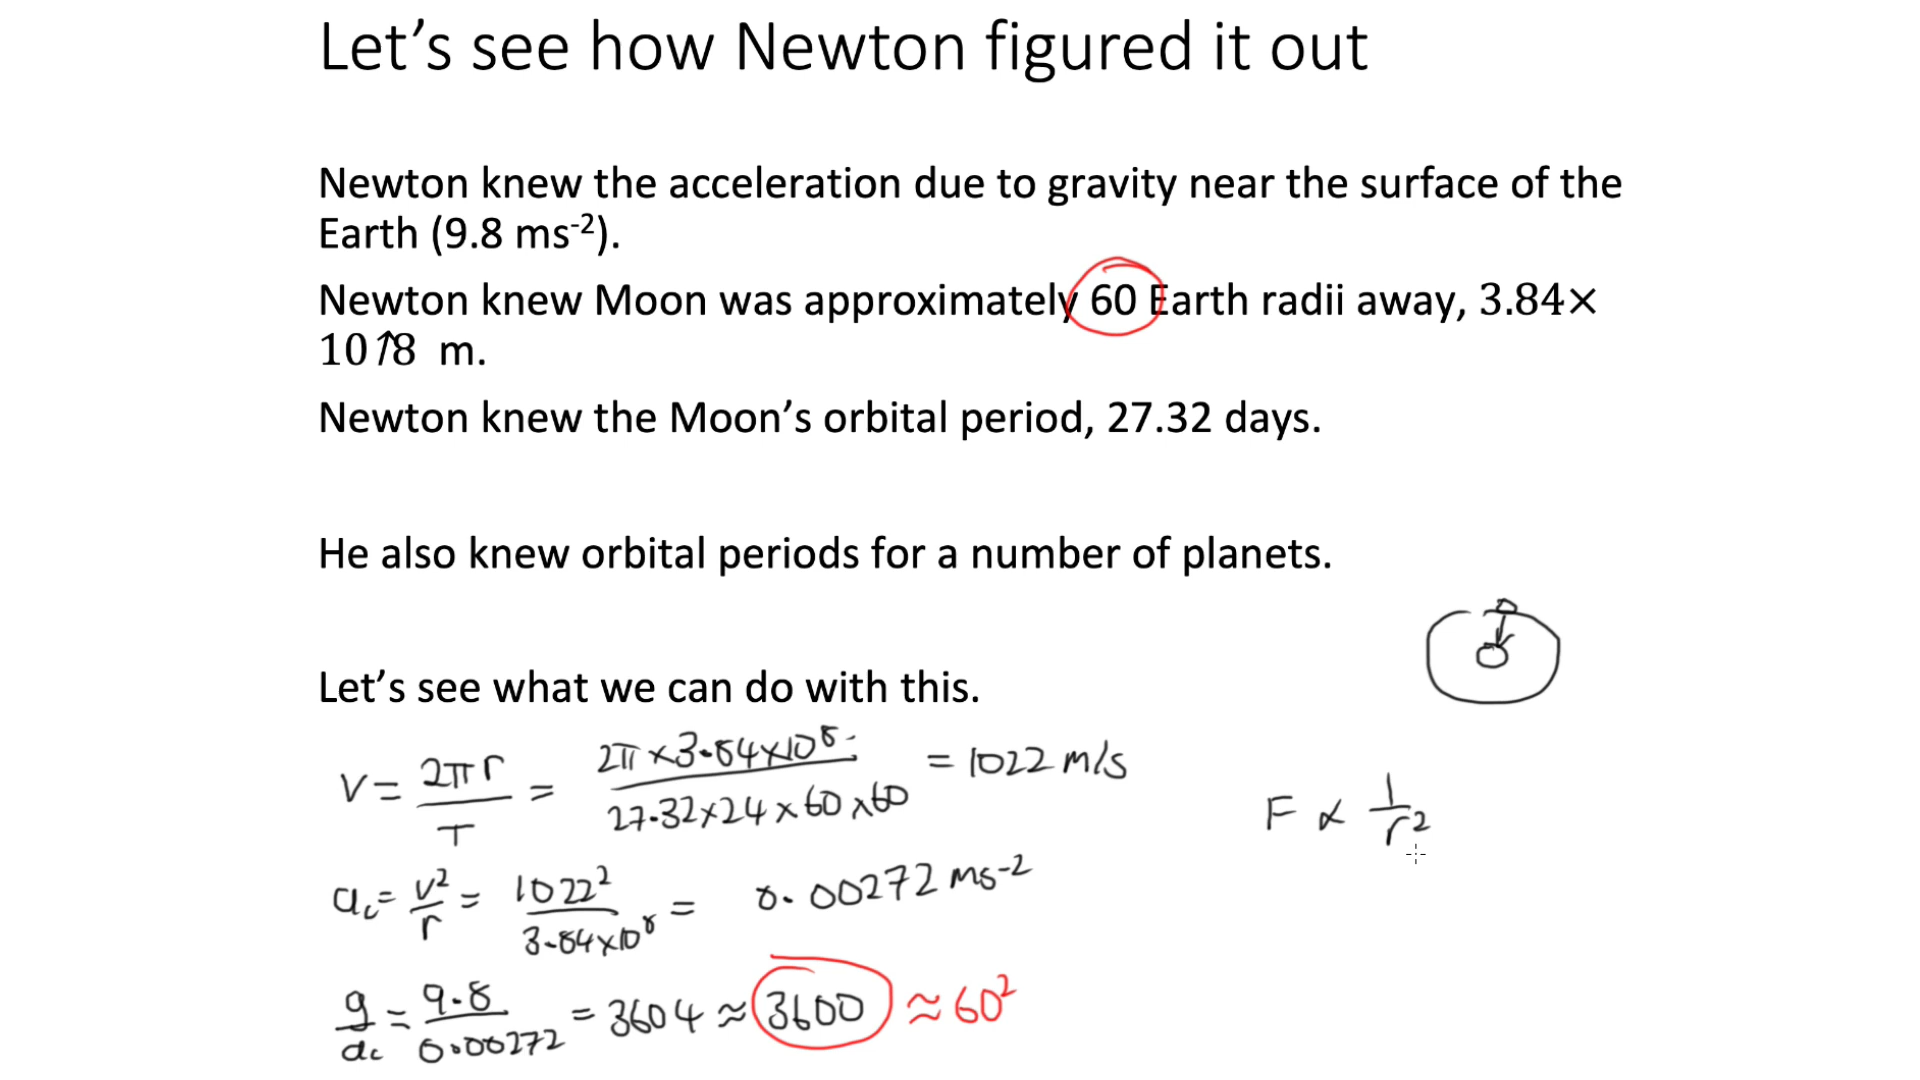 Let's see how Newton figured it out
Newton knew the acceleration due to gravity near the surface of the
Earth (9.8 ms⁻²).
Newton knew Moon was approximately 60 Earth radii away, 3.84×
10↑8 m.
Newton knew the Moon's orbital period, 27.32 days.
He also knew orbital periods for a number of planets.
Let's see what we can do with this.
v = 2πr / T = 2π × 3.84×10⁸ / 27.32×24×60×60 = 1022 m/s
F ∝ 1/r²
a꜀ = v²/r = 1022² / 3.84×10⁸ = 0.00272 ms⁻²
g/a꜀ = 9.8 / 0.00272 = 3604 ≈ 3600 ≈ 60²